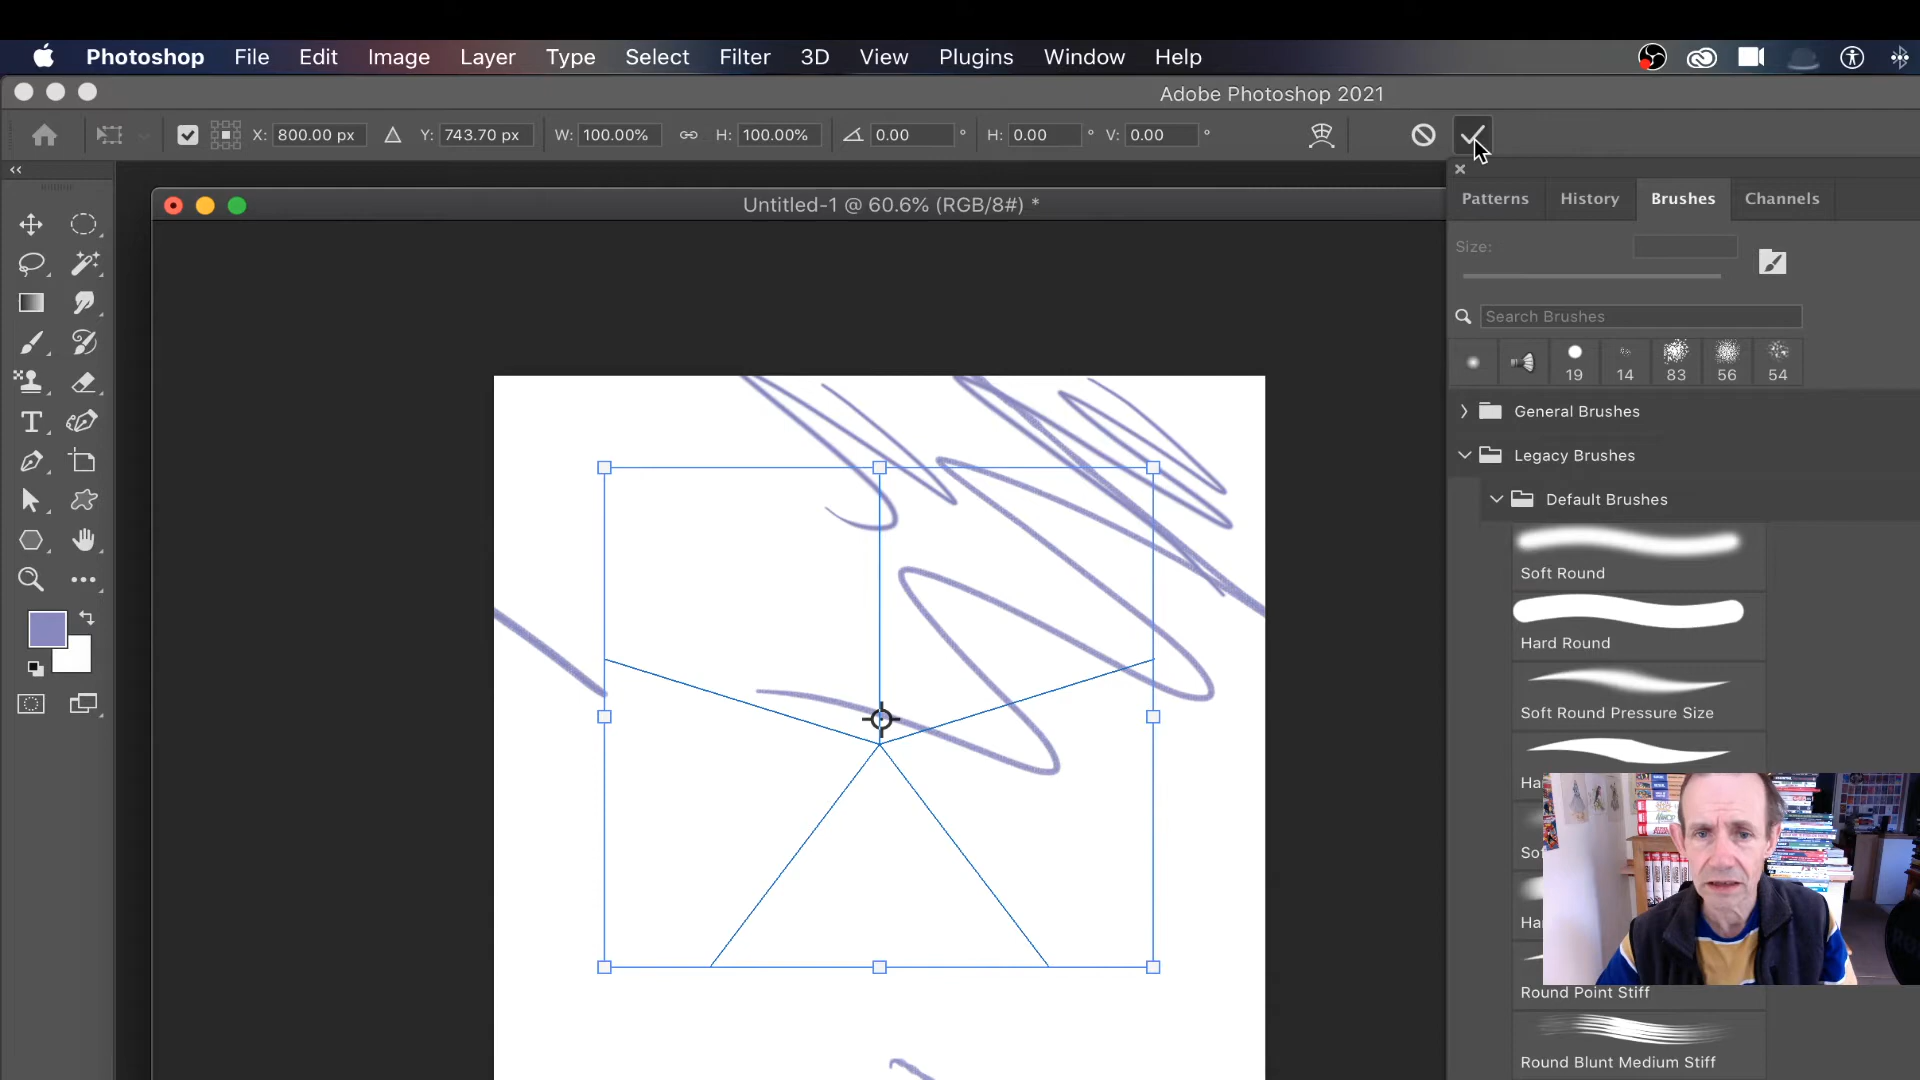 Photoshop File Edit Image Layer Type Select Filter 3D View Plugins Window Help
Adobe Photoshop 2021
X: 800.00 px Y: 743.70 px W: 100.00% H: 100.00% 0.00 ° H: 0.00 ° V: 0.00 °
Untitled-1 @ 60.6% (RGB/8#) *
Patterns History Brushes Channels
Size:
Search Brushes
19 14 83 56 54
General Brushes
Legacy Brushes
Default Brushes
Soft Round
Hard Round
Soft Round Pressure Size
Ha
So
Ha
Round Point Stiff
Round Blunt Medium Stiff